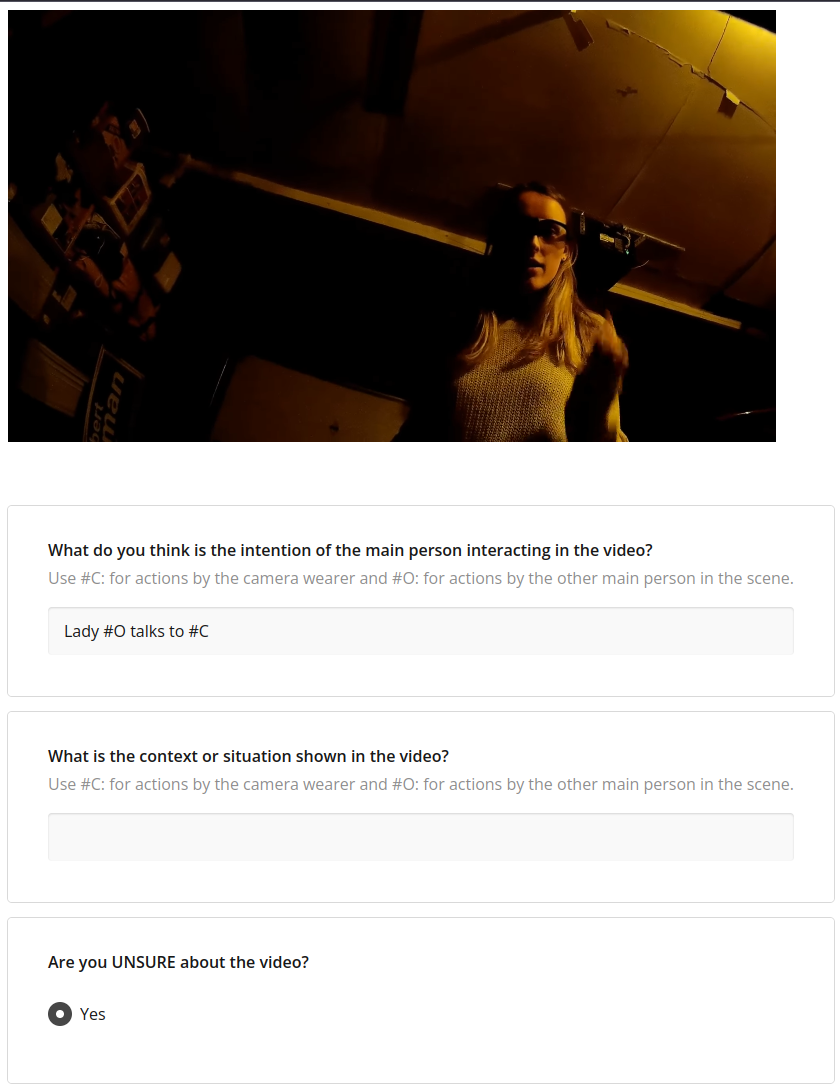 bert
man
What do you think is the intention of the main person interacting in the video?
Use #C: for actions by the camera wearer and #O: for actions by the other main person in the scene.
Lady #O talks to #C
What is the context or situation shown in the video?
Use #C: for actions by the camera wearer and #O: for actions by the other main person in the scene.
Are you UNSURE about the video?
Yes